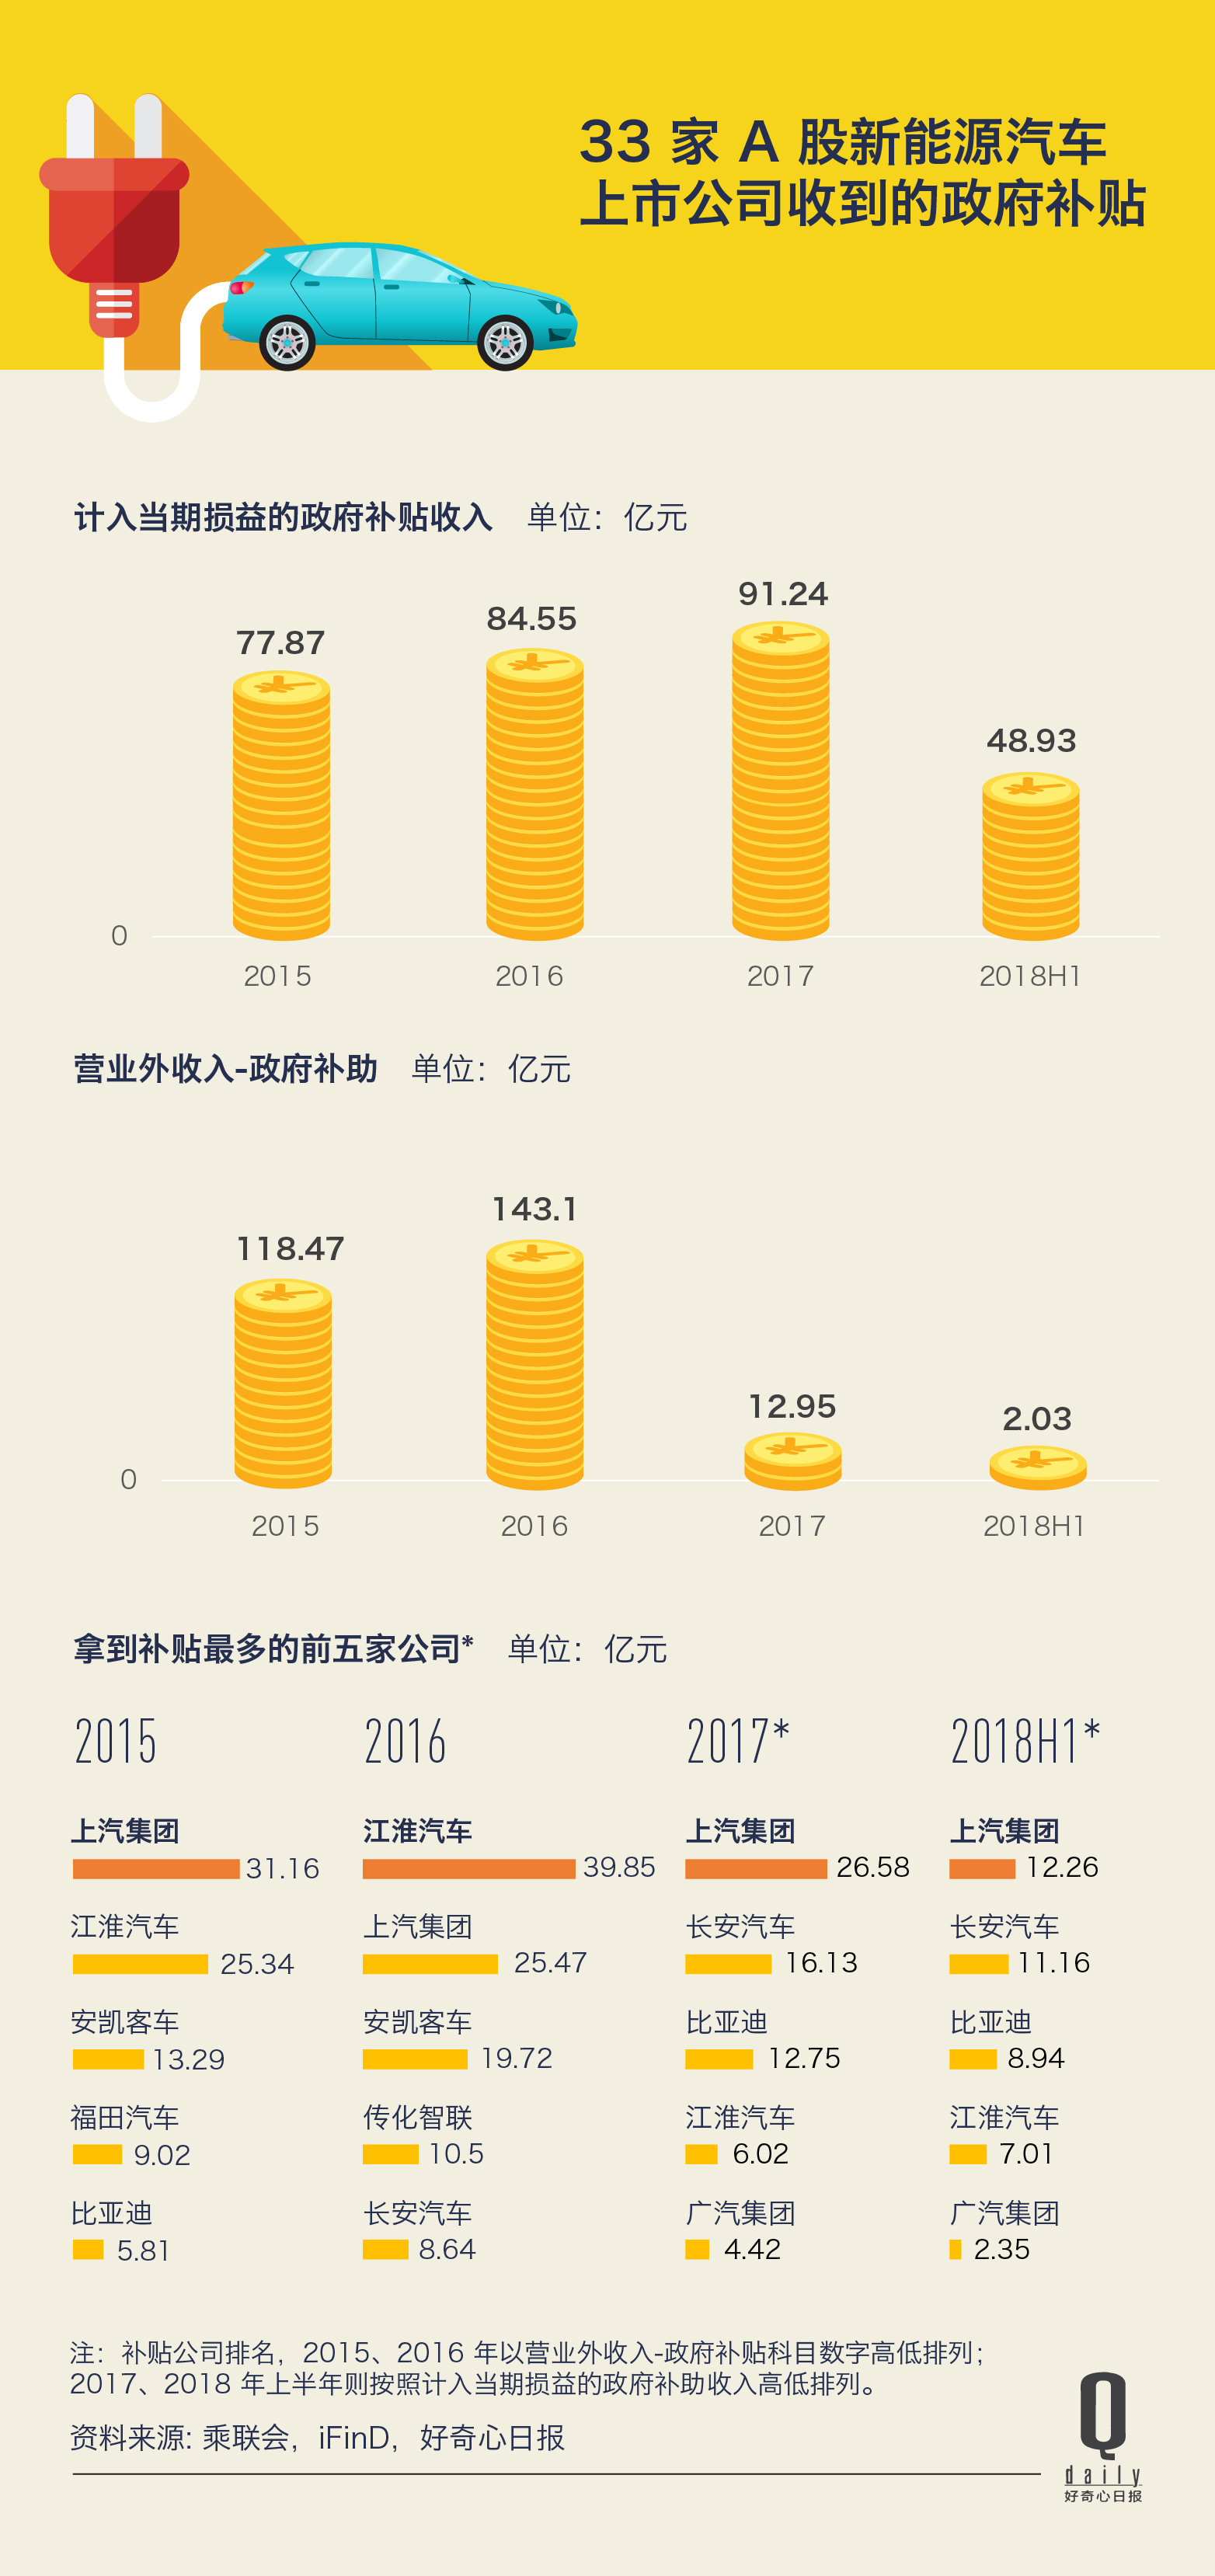 33 家 A 股新能源汽车
上市公司收到的政府补贴
计入当期损益的政府补贴收入 单位：亿元
77.87 84.55 91.24 48.93
0
2015 2016 2017 2018H1
营业外收入-政府补助 单位：亿元
118.47 143.1 12.95 2.03
0
2015 2016 2017 2018H1
拿到补贴最多的前五家公司* 单位：亿元
2015 2016 2017* 2018H1*
上汽集团 江淮汽车 上汽集团 上汽集团
31.16 39.85 26.58 12.26
江淮汽车 上汽集团 长安汽车 长安汽车
25.34 25.47 16.13 11.16
安凯客车 安凯客车 比亚迪 比亚迪
13.29 19.72 12.75 8.94
福田汽车 传化智联 江淮汽车 江淮汽车
9.02 10.5 6.02 7.01
比亚迪 长安汽车 广汽集团 广汽集团
5.81 8.64 4.42 2.35
注：补贴公司排名，2015、2016 年以营业外收入-政府补贴科目数字高低排列；
2017、2018 年上半年则按照计入当期损益的政府补助收入高低排列。
资料来源: 乘联会，iFinD，好奇心日报
Q
daily
好奇心日报